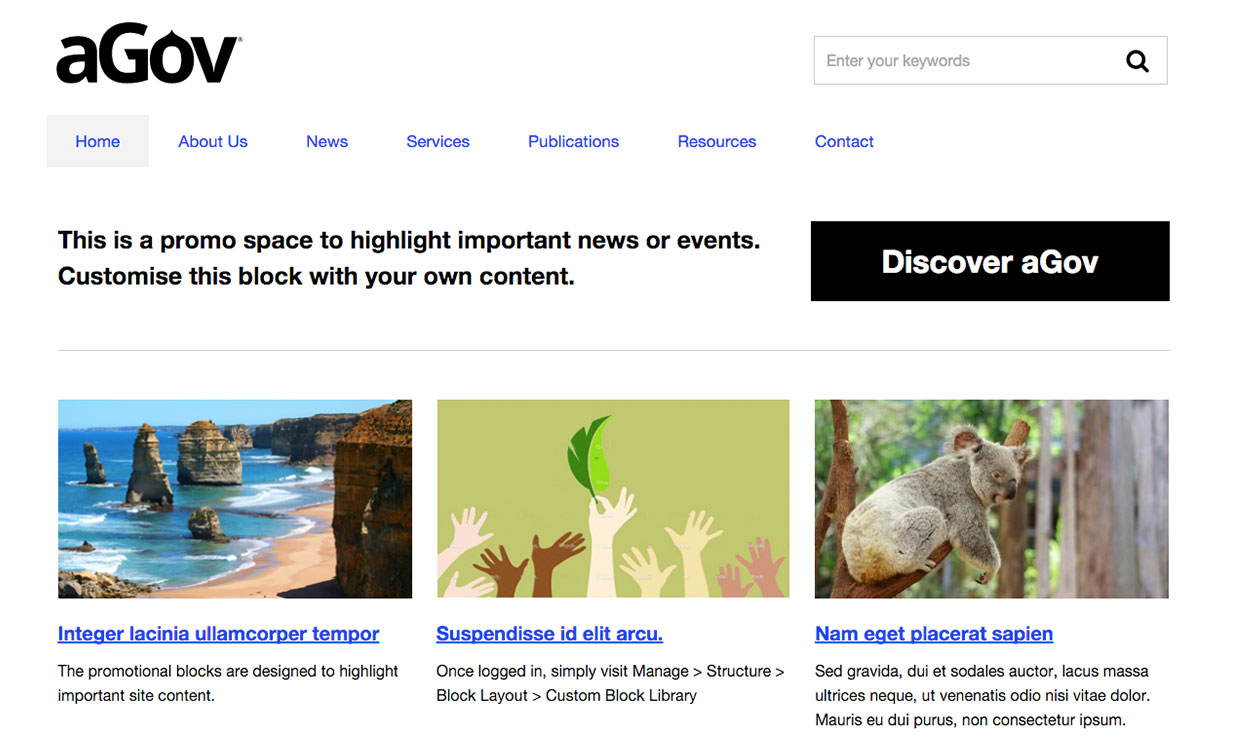 aGov®
Enter your keywords
Home About Us News Services Publications Resources Contact
This is a promo space to highlight important news or events.
Customise this block with your own content.
Discover aGov
Integer lacinia ullamcorper tempor
The promotional blocks are designed to highlight
important site content.
Suspendisse id elit arcu.
Once logged in, simply visit Manage > Structure >
Block Layout > Custom Block Library
Nam eget placerat sapien
Sed gravida, dui et sodales auctor, lacus massa
ultrices neque, ut venenatis odio nisi vitae dolor.
Mauris eu dui purus, non consectetur ipsum.